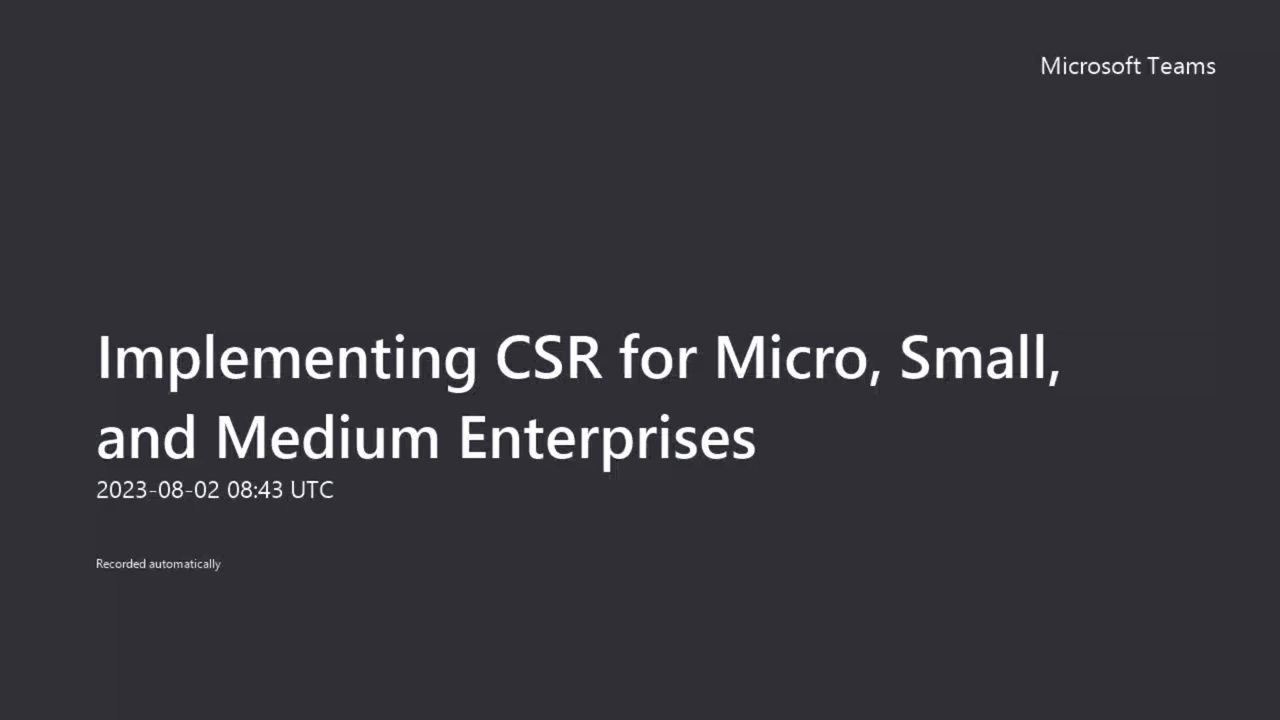 Microsoft Teams
Implementing CSR for Micro, Small,
and Medium Enterprises
2023-08-02 08:43 UTC
Recorded automatically